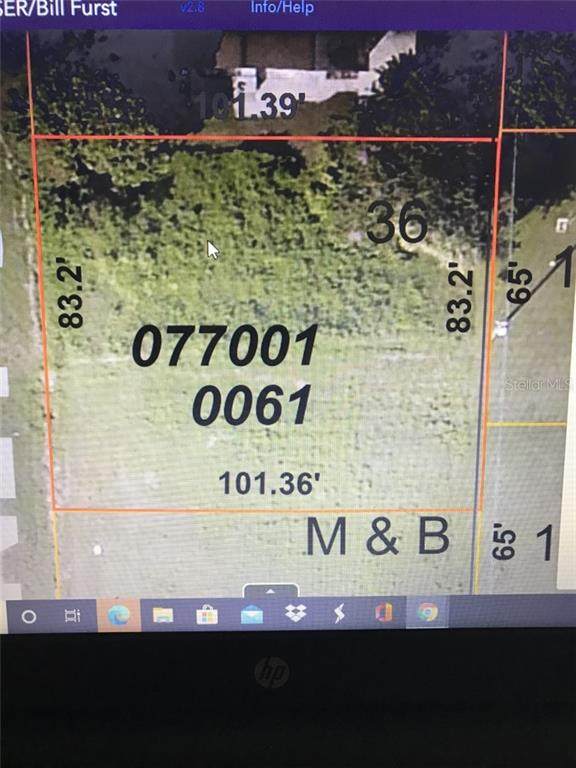 SER/Bill Furst v2.8 Info/Help
101.39'
36
83.2' 83.2' 65' 1
077001
0061
Stellar MLS
101.36'
M & B 65' 1
hp